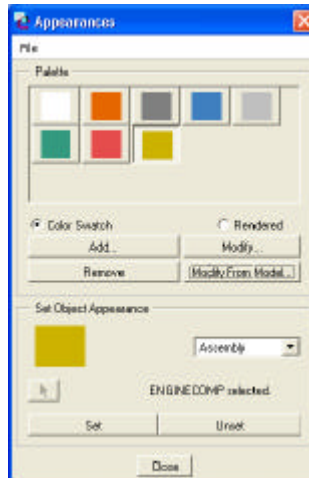 Appearances
File
Palette
Color Swatch Rendered
Add... Modify...
Remove Modify From Model...
Set Object Appearance
Assembly
ENGINECOMP selected.
Set Unset
Close